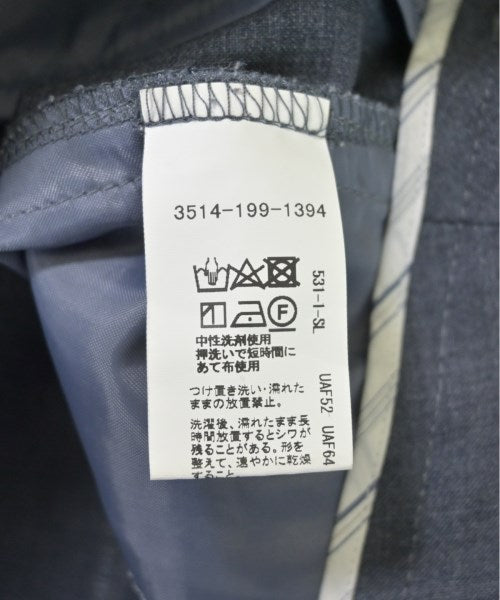 3514-199-1394
F
中性洗剤使用
押洗いで短時間に
あて布使用
つけ置き洗い・濡れた
ままの放置禁止。
洗濯後、濡れたまま長
時間放置するとシワが
残ることがある。形を
整えて、速やかに乾燥
すること。
531-1-SL
UAF52 UAF64